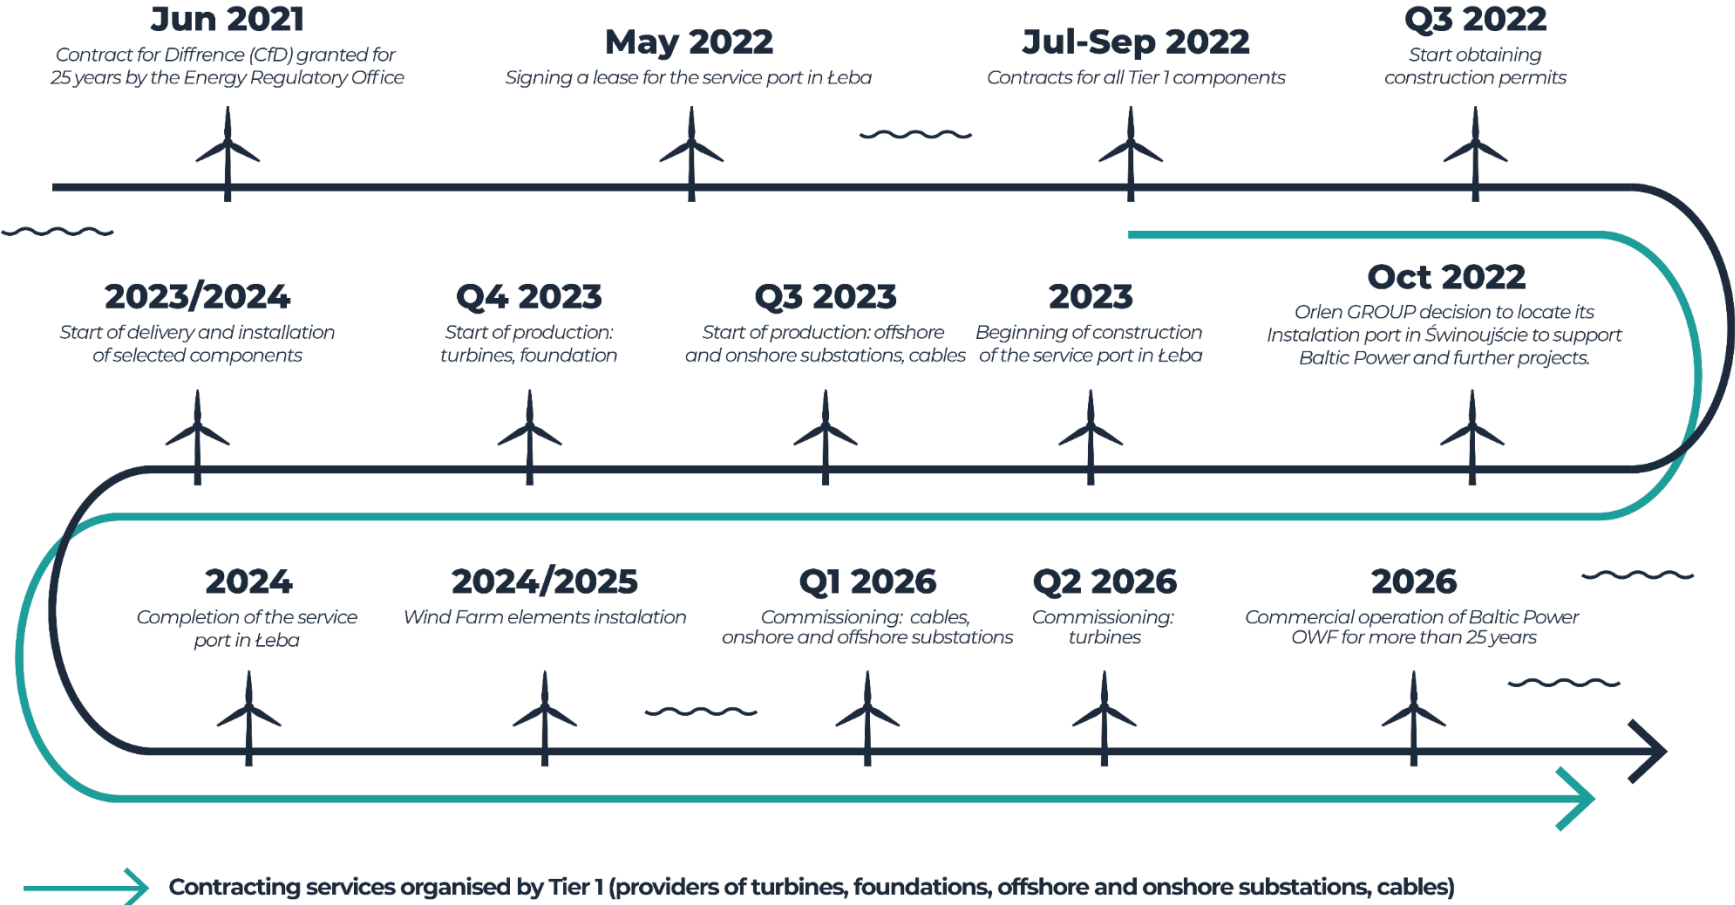 Jun 2021
Contract for Diffrence (CfD) granted for
25 years by the Energy Regulatory Office
May 2022
Signing a lease for the service port in Łeba
Jul-Sep 2022
Contracts for all Tier 1 components
Q3 2022
Start obtaining
construction permits
Oct 2022
Orlen GROUP decision to locate its
Instalation port in Świnoujście to support
Baltic Power and further projects.
2023
Beginning of construction
of the service port in Łeba
Q3 2023
Start of production: offshore
and onshore substations, cables
Q4 2023
Start of production:
turbines, foundation
2023/2024
Start of delivery and installation
of selected components
2024
Completion of the service
port in Łeba
2024/2025
Wind Farm elements instalation
Q1 2026
Commissioning: cables,
onshore and offshore substations
Q2 2026
Commissioning:
turbines
2026
Commercial operation of Baltic Power
OWF for more than 25 years
Contracting services organised by Tier 1 (providers of turbines, foundations, offshore and onshore substations, cables)